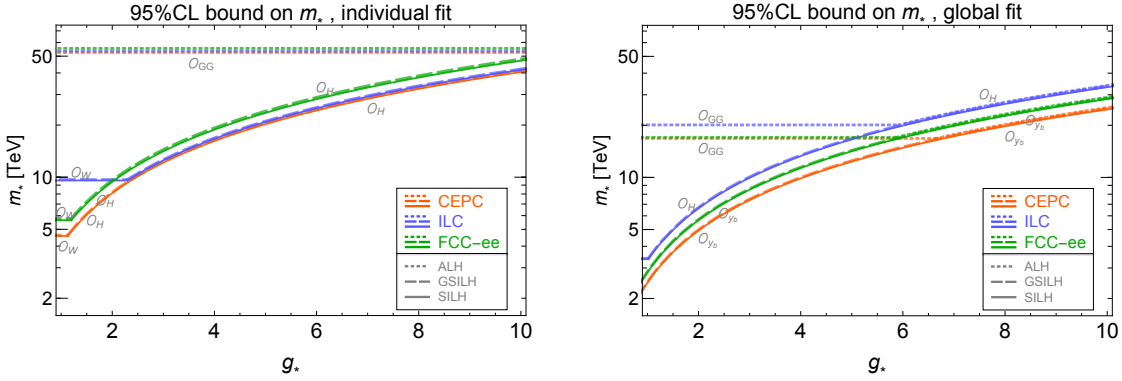 95%CL bound on m* , individual fit
m* [TeV]
50
10
5
2
O_GG
O_H
O_H
O_W
O_W
O_H
O_H
O_W
CEPC
ILC
FCC-ee
ALH
GSILH
SILH
2 4 6 8 10
g*
95%CL bound on m* , global fit
m* [TeV]
50
10
5
2
O_H
O_GG
O_yb
O_GG
O_yb
O_H
O_yb
O_yb
CEPC
ILC
FCC-ee
ALH
GSILH
SILH
2 4 6 8 10
g*